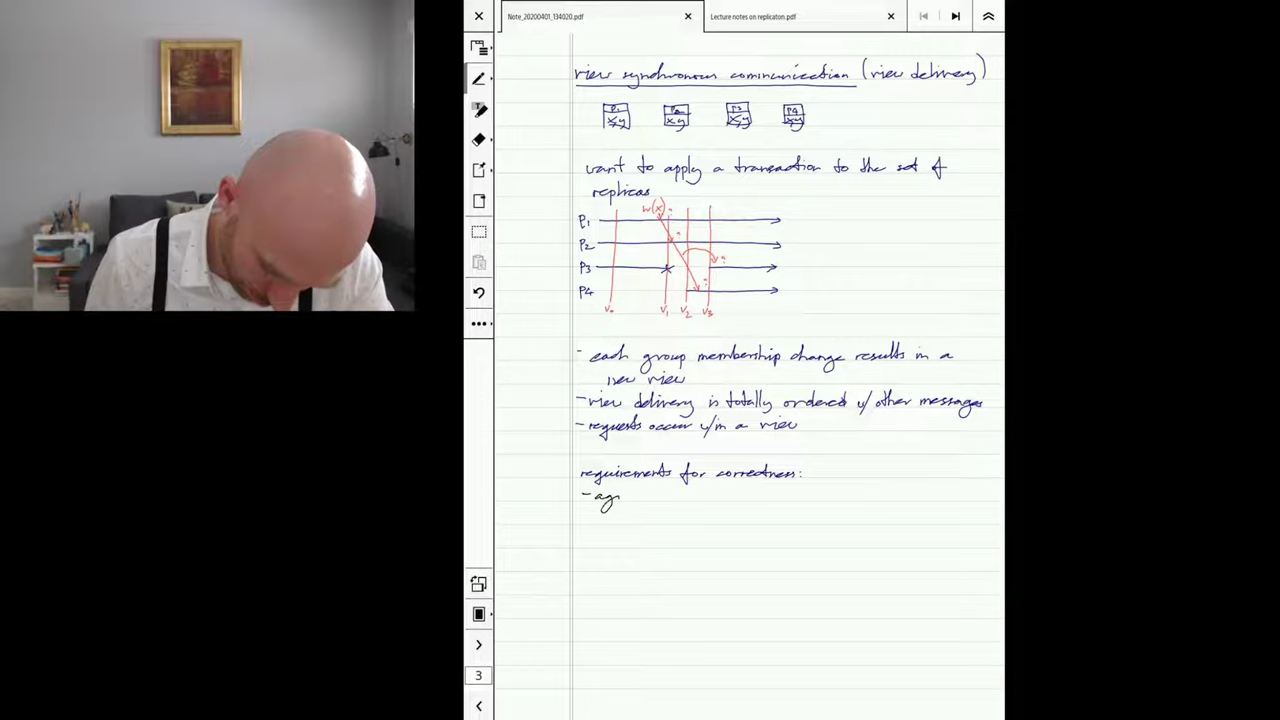 Note_20200401_134020.pdf
Lecture notes on replicaton.pdf
view synchronous communication (view delivery)
P1 P2 P3 P4
x,y x,y x,y x,y
want to apply a transaction to the set of
replicas
w(x)
P1 ?
P2 ?
P3 ?
P4 ?
V0 V1 V2 V3
- each group membership change results in a
new view
- view delivery is totally ordered w/ other messages
- requests occur w/in a view
requirements for correctness:
- ag
3